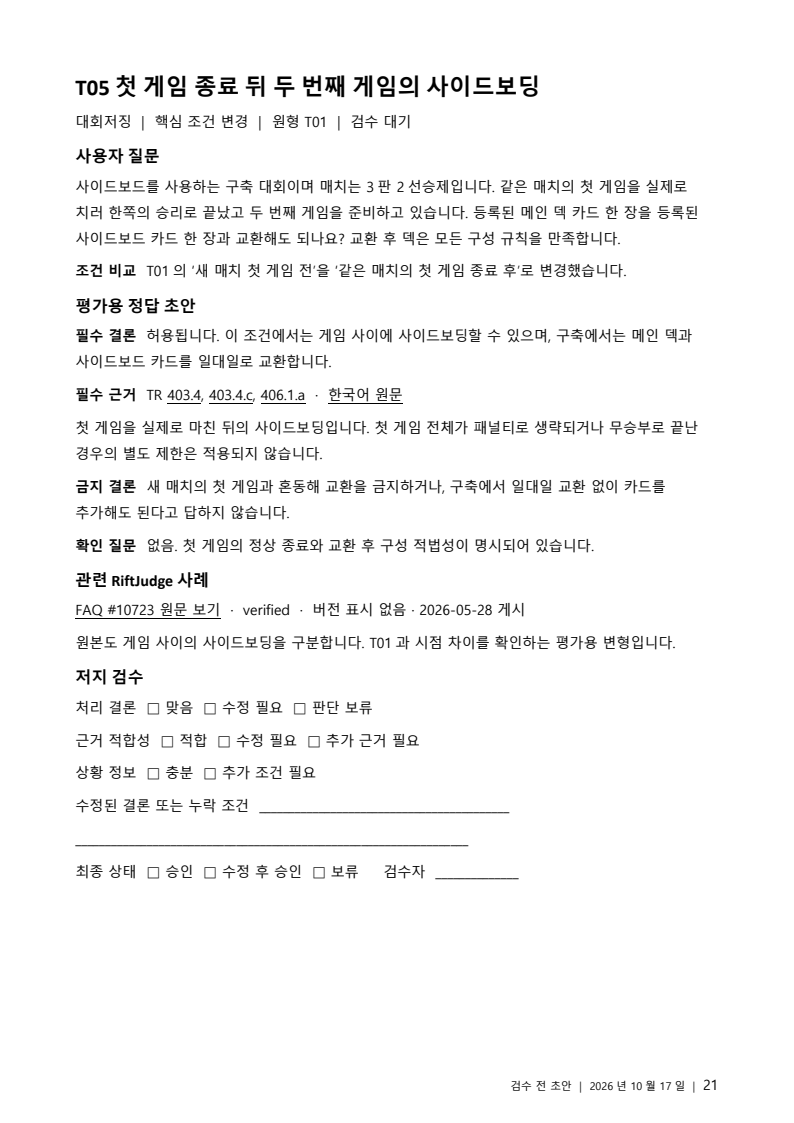 T05 첫 게임 종료 뒤 두 번째 게임의 사이드보딩
대회저징 | 핵심 조건 변경 | 원형 T01 | 검수 대기
사용자 질문
사이드보드를 사용하는 구축 대회이며 매치는 3판 2선승제입니다. 같은 매치의 첫 게임을 실제로
치러 한쪽의 승리로 끝났고 두 번째 게임을 준비하고 있습니다. 등록된 메인 덱 카드 한 장을 등록된
사이드보드 카드 한 장과 교환해도 되나요? 교환 후 덱은 모든 구성 규칙을 만족합니다.
조건 비교 T01의 ‘새 매치 첫 게임 전’을 ‘같은 매치의 첫 게임 종료 후’로 변경했습니다.
평가용 정답 초안
필수 결론 허용됩니다. 이 조건에서는 게임 사이에 사이드보딩할 수 있으며, 구축에서는 메인 덱과
사이드보드 카드를 일대일로 교환합니다.
필수 근거 TR 403.4, 403.4.c, 406.1.a · 한국어 원문
첫 게임을 실제로 마친 뒤의 사이드보딩입니다. 첫 게임 전체가 패널티로 생략되거나 무승부로 끝난
경우의 별도 제한은 적용되지 않습니다.
금지 결론 새 매치의 첫 게임과 혼동해 교환을 금지하거나, 구축에서 일대일 교환 없이 카드를
추가해도 된다고 답하지 않습니다.
확인 질문 없음. 첫 게임의 정상 종료와 교환 후 구성 적법성이 명시되어 있습니다.
관련 RiftJudge 사례
FAQ #10723 원문 보기 · verified · 버전 표시 없음 · 2026-05-28 게시
원본도 게임 사이의 사이드보딩을 구분합니다. T01과 시점 차이를 확인하는 평가용 변형입니다.
저지 검수
처리 결론 □ 맞음 □ 수정 필요 □ 판단 보류
근거 적합성 □ 적합 □ 수정 필요 □ 추가 근거 필요
상황 정보 □ 충분 □ 추가 조건 필요
수정된 결론 또는 누락 조건 ________________________________________
_______________________________________________________________
최종 상태 □ 승인 □ 수정 후 승인 □ 보류 검수자 _____________
검수 전 초안 | 2026년 10월 17일 | 21